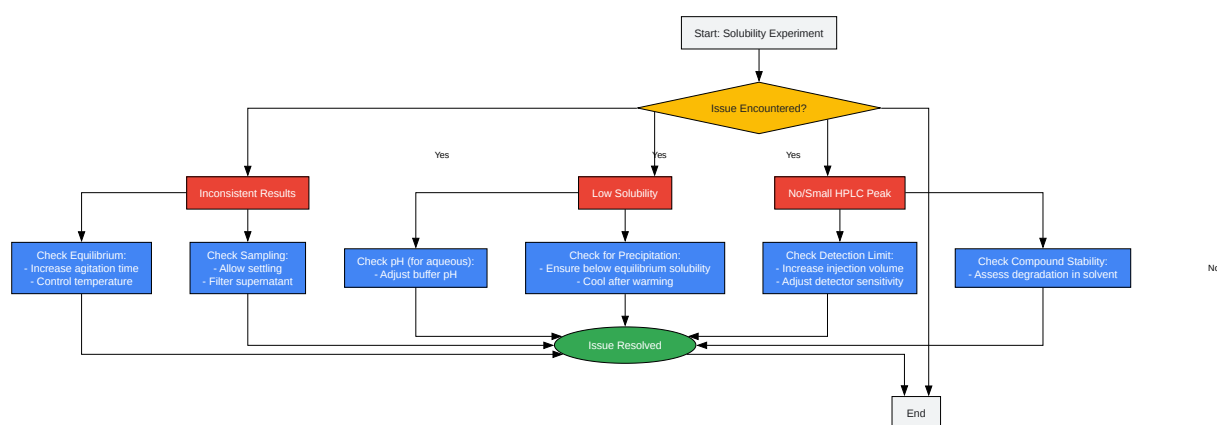 Start: Solubility Experiment
Issue Encountered?
Yes
Yes
Yes
Inconsistent Results
Low Solubility
No/Small HPLC Peak
Check Equilibrium:
- Increase agitation time
- Control temperature
Check Sampling:
- Allow settling
- Filter supernatant
Check pH (for aqueous):
- Adjust buffer pH
Check for Precipitation:
- Ensure below equilibrium solubility
- Cool after warming
Check Detection Limit:
- Increase injection volume
- Adjust detector sensitivity
Check Compound Stability:
- Assess degradation in solvent
No
Issue Resolved
End